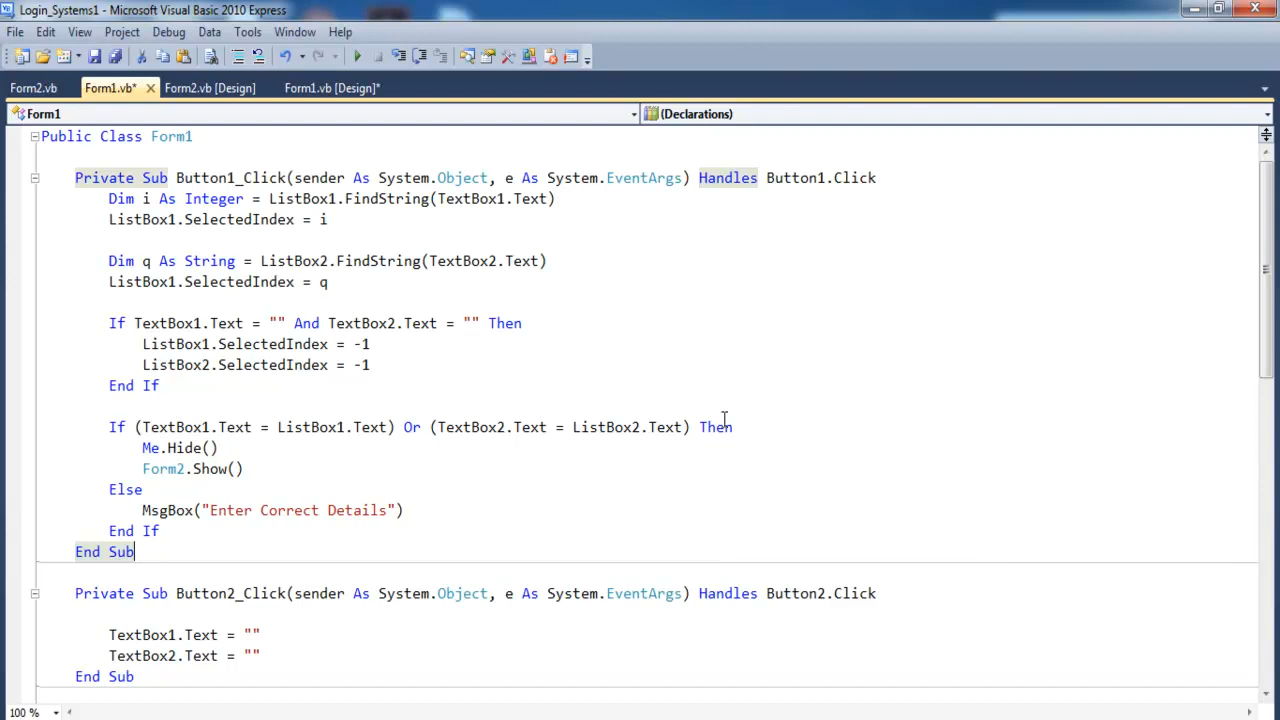 Login_Systems1 - Microsoft Visual Basic 2010 Express
File Edit View Project Debug Data Tools Window Help
Form2.vb Form1.vb* Form2.vb [Design] Form1.vb [Design]*
Form1 (Declarations)
Public Class Form1
Private Sub Button1_Click(sender As System.Object, e As System.EventArgs) Handles Button1.Click
Dim i As Integer = ListBox1.FindString(TextBox1.Text)
ListBox1.SelectedIndex = i
Dim q As String = ListBox2.FindString(TextBox2.Text)
ListBox1.SelectedIndex = q
If TextBox1.Text = "" And TextBox2.Text = "" Then
ListBox1.SelectedIndex = -1
ListBox2.SelectedIndex = -1
End If
If (TextBox1.Text = ListBox1.Text) Or (TextBox2.Text = ListBox2.Text) Then
Me.Hide()
Form2.Show()
Else
MsgBox("Enter Correct Details")
End If
End Sub
Private Sub Button2_Click(sender As System.Object, e As System.EventArgs) Handles Button2.Click
TextBox1.Text = ""
TextBox2.Text = ""
End Sub
100 %